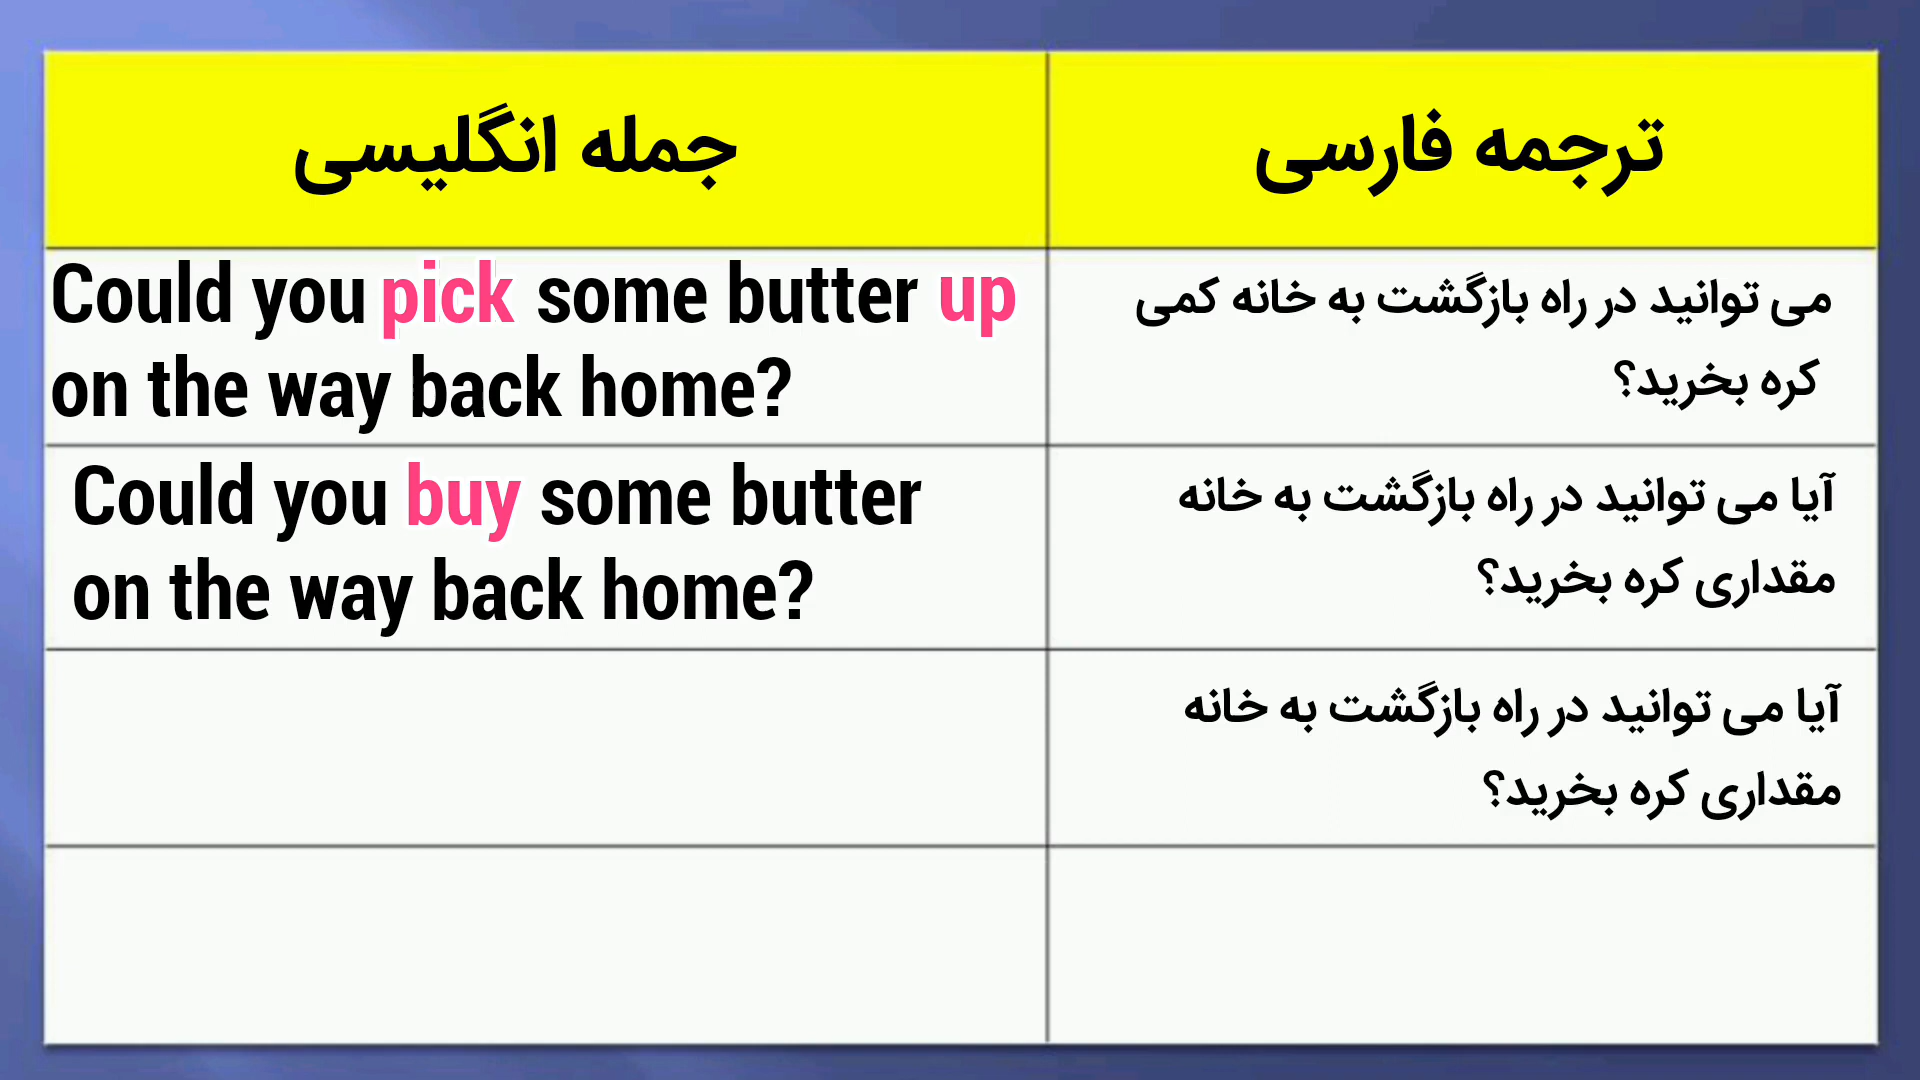 جمله انگلیسی
ترجمه فارسی
Could you pick some butter up
on the way back home?
می توانید در راه بازگشت به خانه کمی
کره بخرید؟
Could you buy some butter
on the way back home?
آیا می توانید در راه بازگشت به خانه
مقداری کره بخرید؟
آیا می توانید در راه بازگشت به خانه
مقداری کره بخرید؟